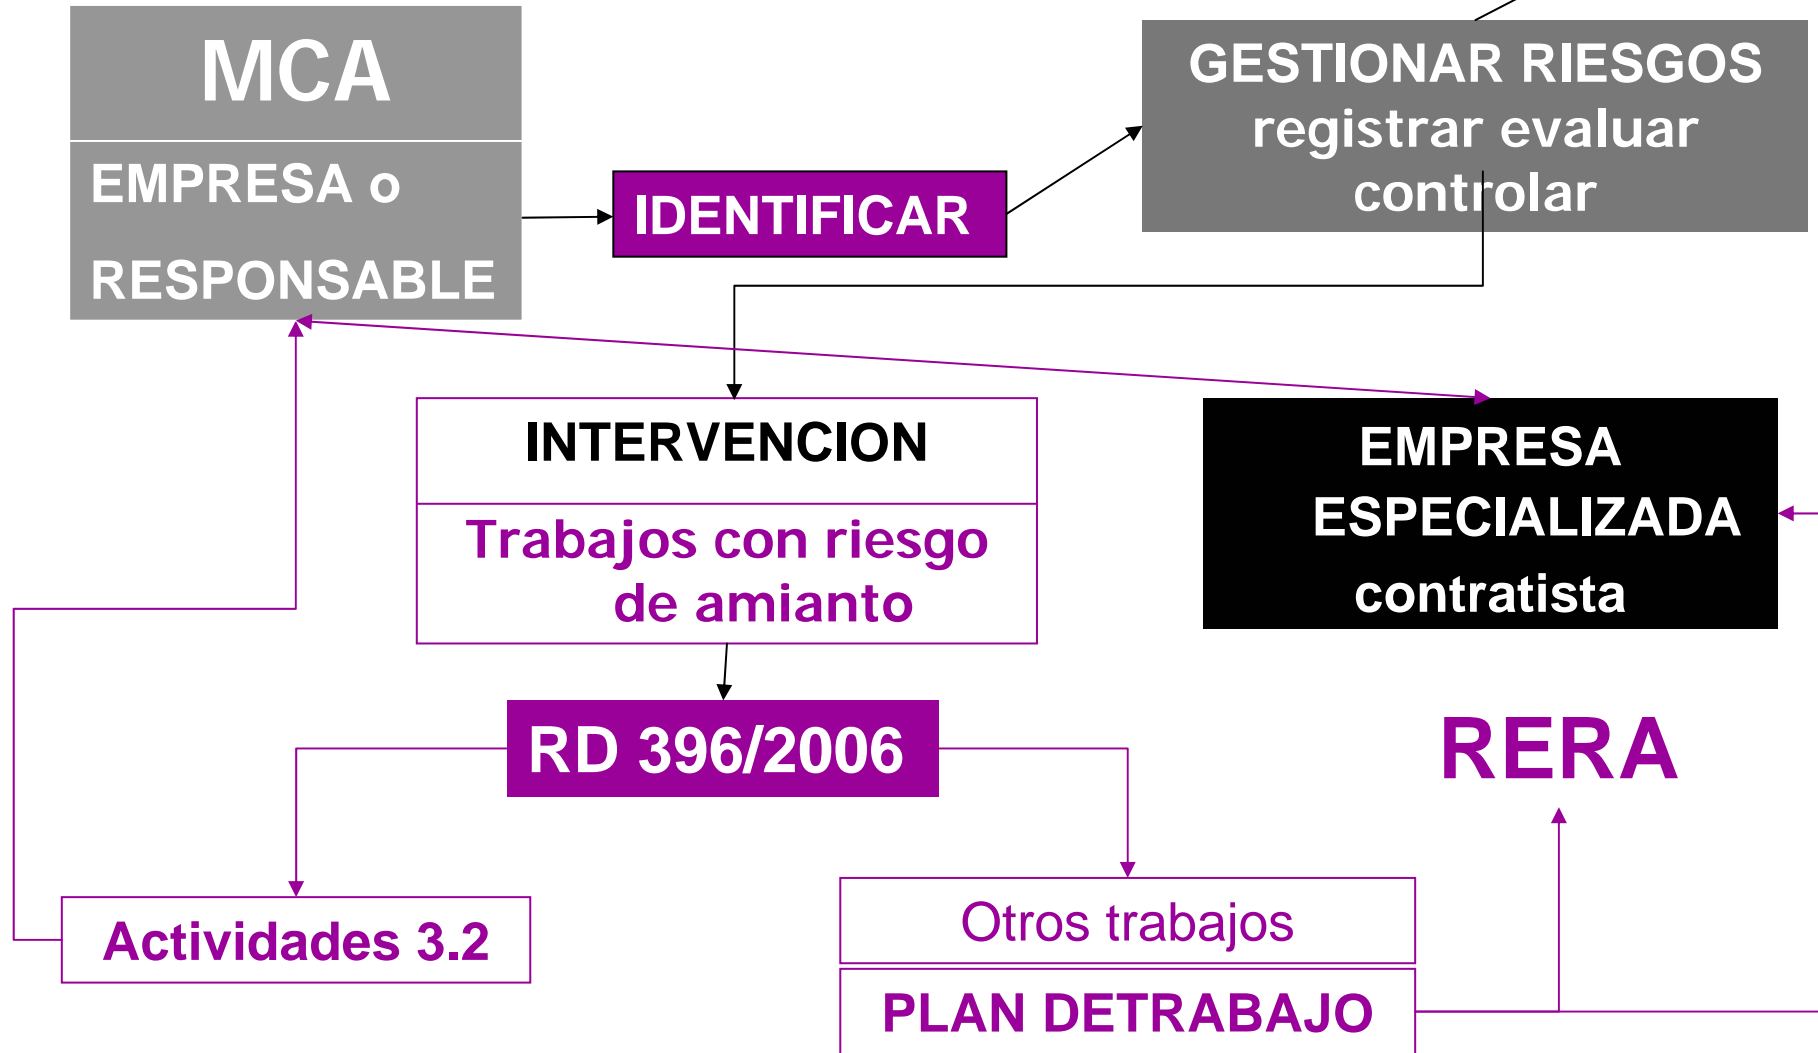 MCA
EMPRESA o
RESPONSABLE
IDENTIFICAR
GESTIONAR RIESGOS
registrar evaluar
controlar
INTERVENCION
Trabajos con riesgo
de amianto
EMPRESA
ESPECIALIZADA
contratista
RD 396/2006
RERA
Actividades 3.2
Otros trabajos
PLAN DETRABAJO